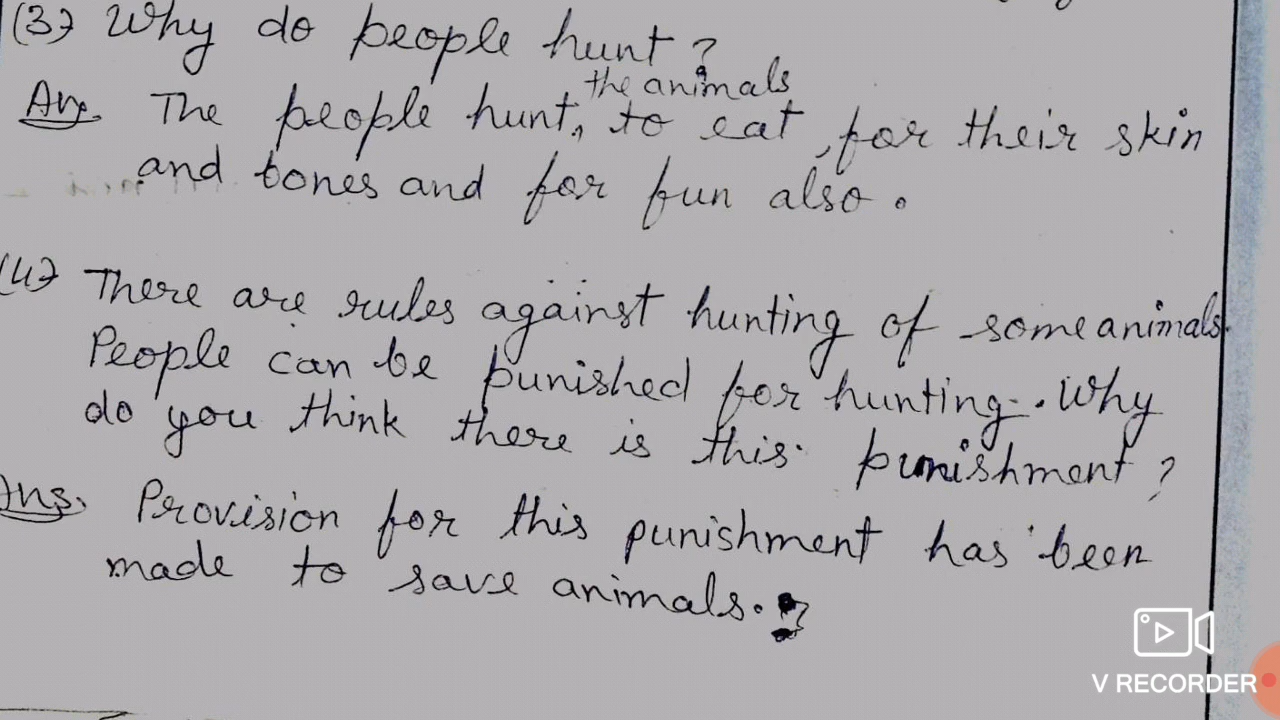 (3) Why do people hunt?
Ans. The people hunt, the animals to eat, for their skin
and bones and for fun also.
(4) There are rules against hunting of some animals.
People can be punished for hunting. Why
do you think there is this punishment?
Ans. Provision for this punishment has been
made to save animals.
V RECORDER